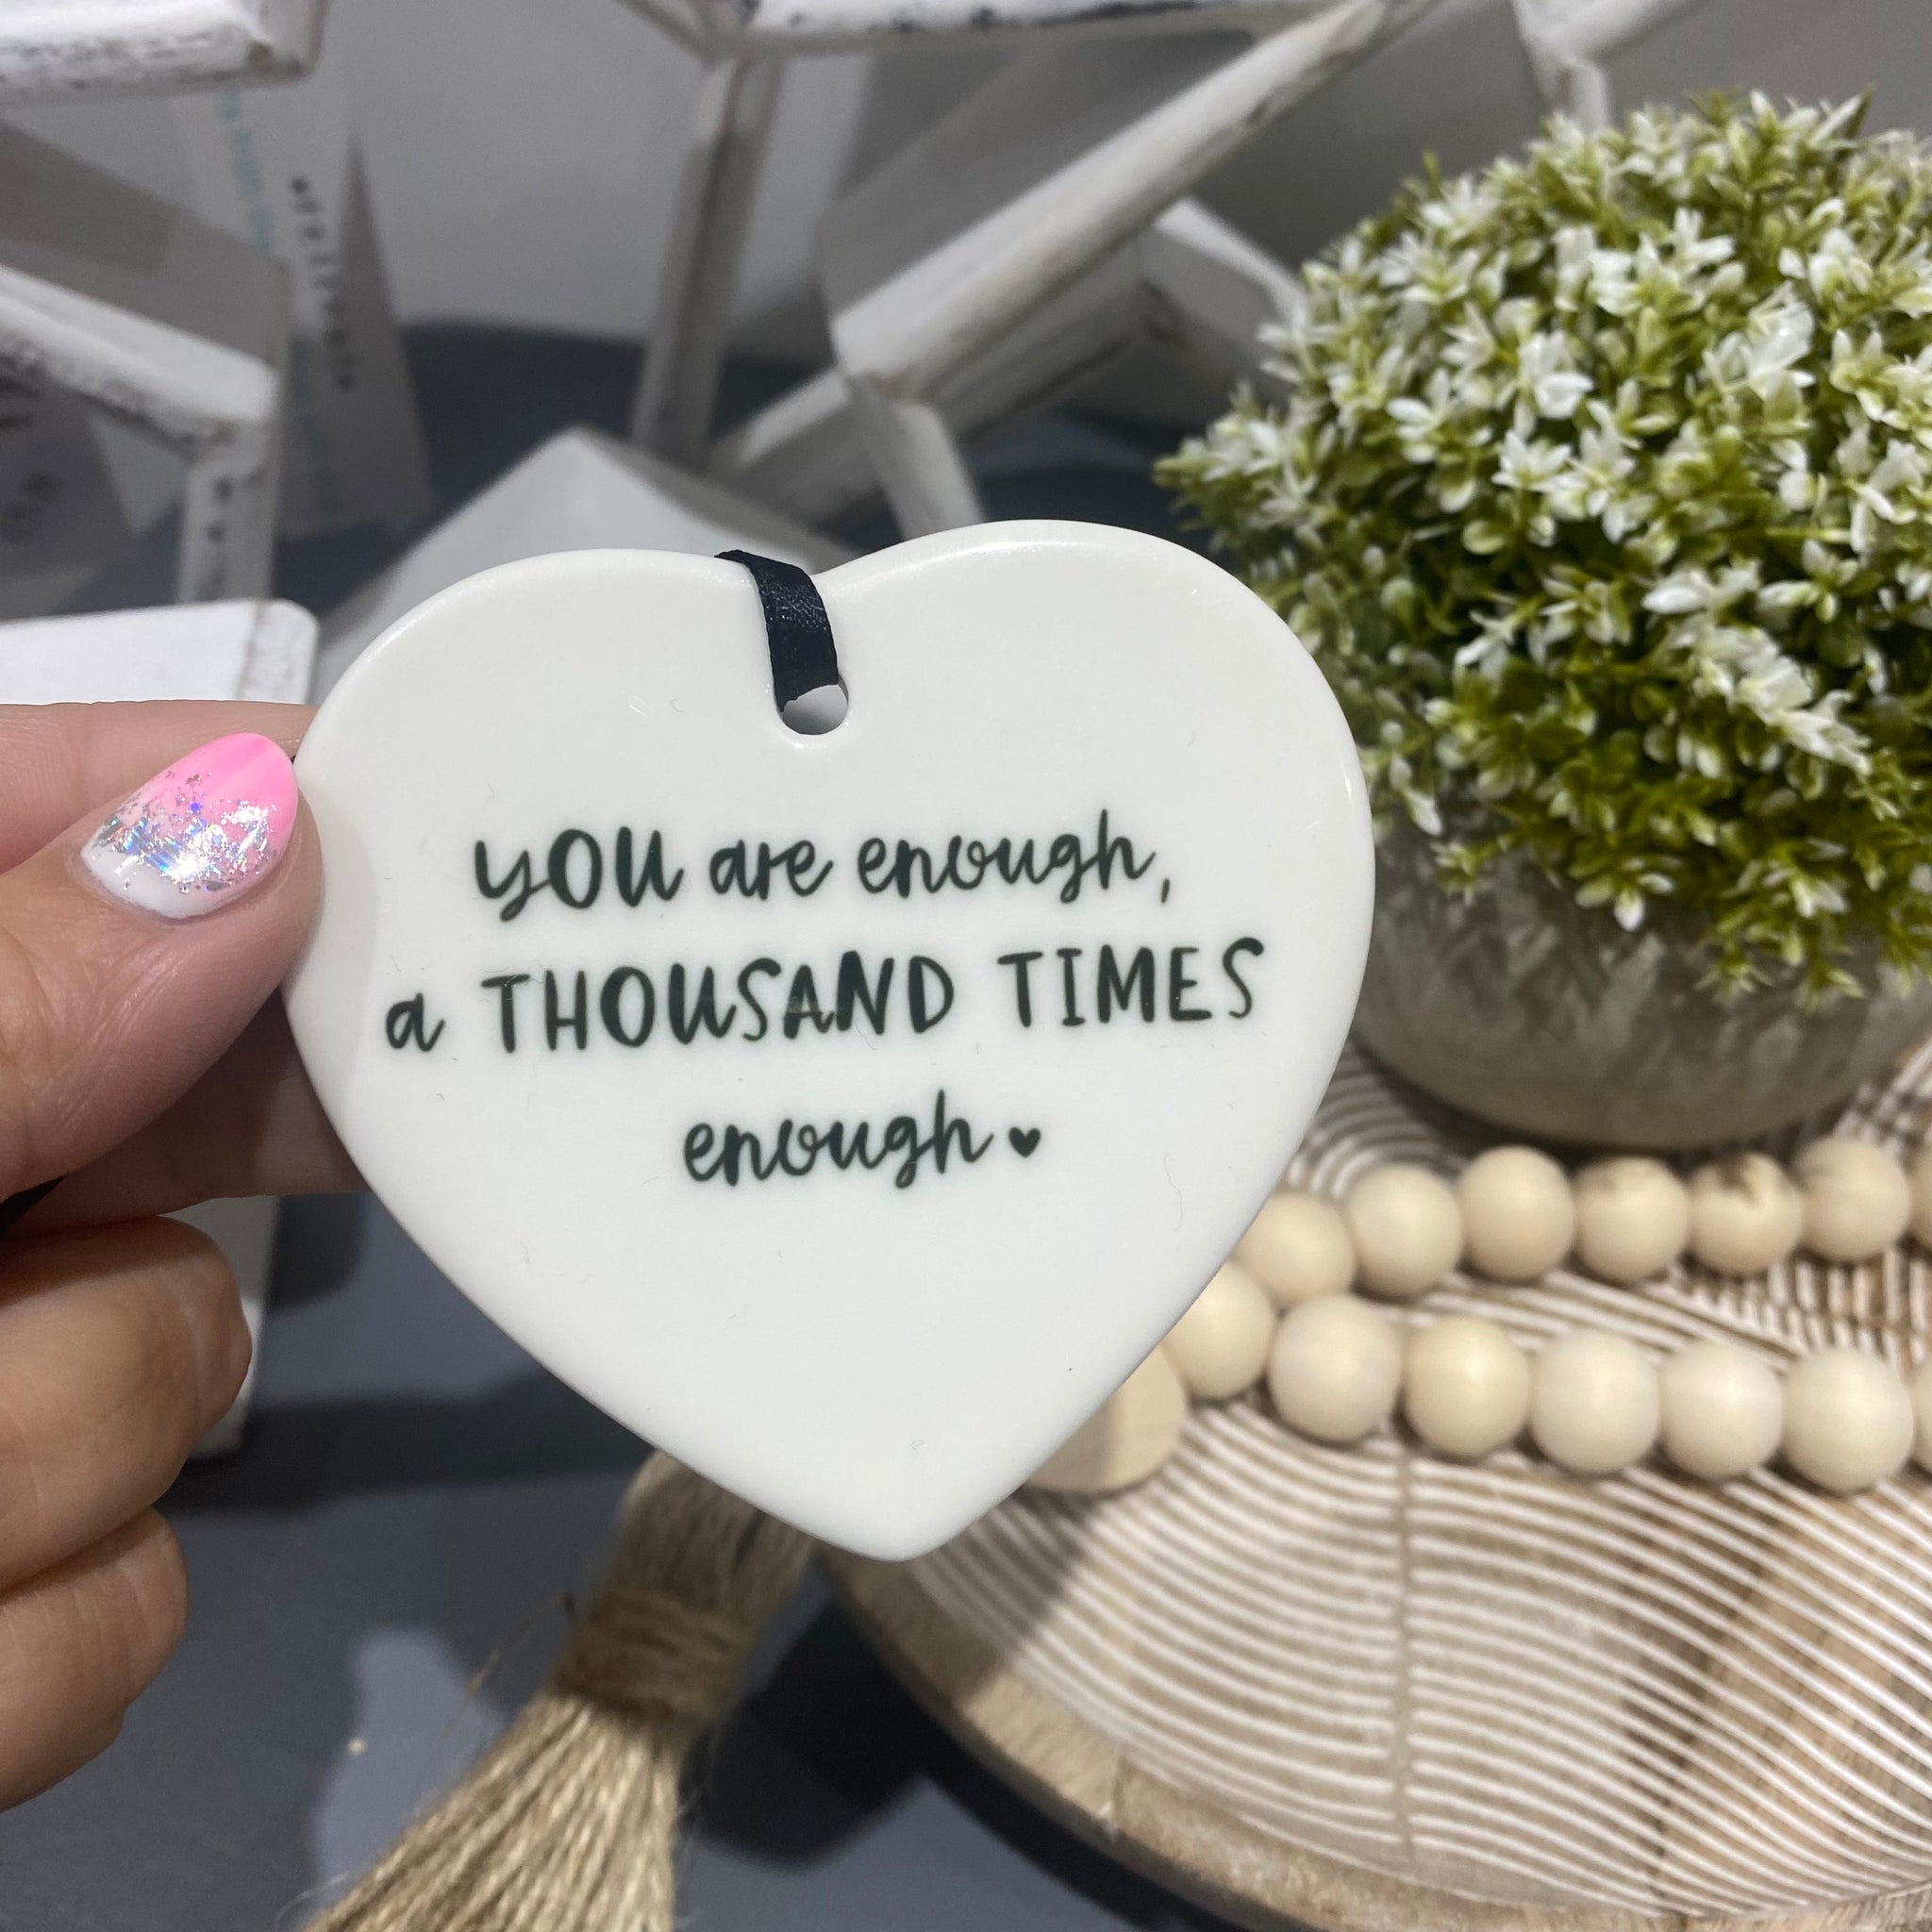 you are enough,
a THOUSAND TIMES
enough.♥